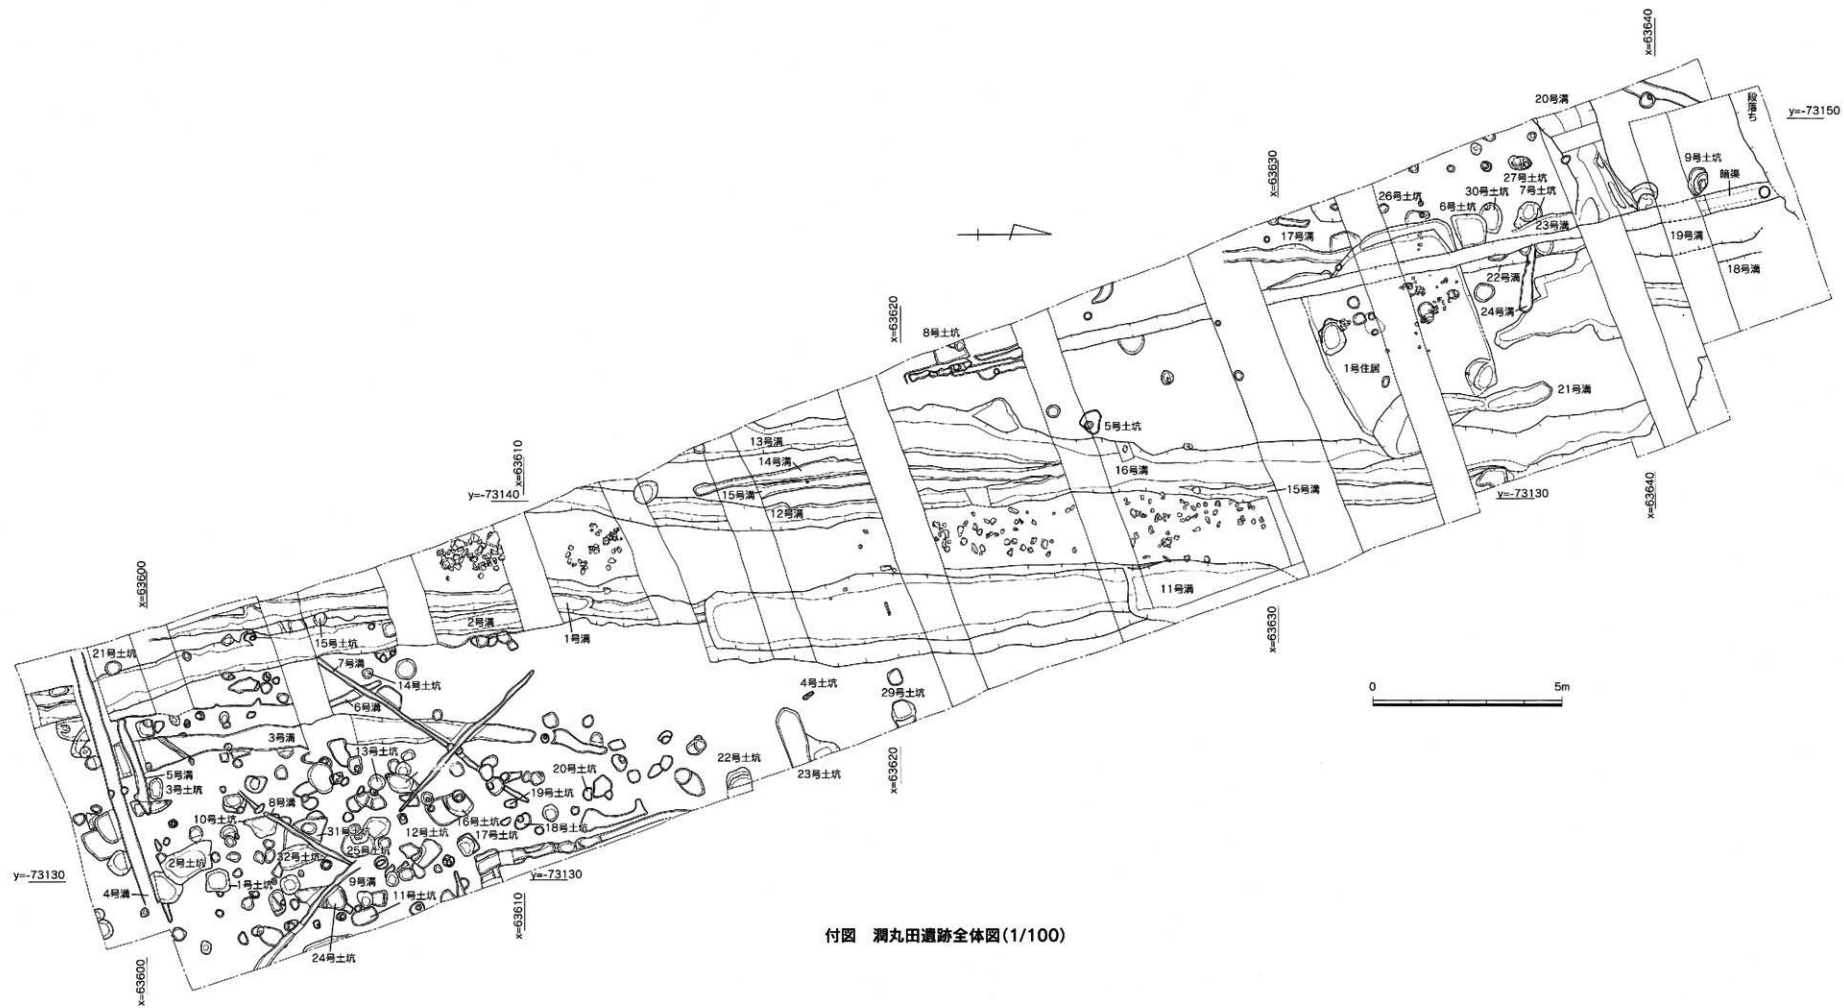 x=63640
20号溝
段落ち
y=-73150
x=63630
9号土坑
暗渠
27号土坑
26号土坑
30号土坑
7号土坑
6号土坑
17号溝
23号溝
19号溝
22号溝
18号溝
24号溝
x=63620
8号土坑
1号住居
21号溝
5号土坑
13号溝
x=63610
14号溝
16号溝
y=-73140
15号溝
15号溝
y=-73130
x=63640
12号溝
x=63600
11号溝
2号溝
1号溝
x=63630
15号土坑
21号土坑
7号溝
14号土坑
4号土坑
29号土坑
0
5m
6号溝
3号溝
13号土坑
22号土坑
23号土坑
x=63620
5号溝
20号土坑
3号土坑
19号土坑
8号溝
10号土坑
16号土坑
18号土坑
31号土坑
12号土坑
17号土坑
25号土坑
32号土坑
2号土坑
y=-73130
1号土坑
9号溝
y=-73130
4号溝
11号土坑
x=63610
24号土坑
x=63600
付図 潤丸田遺跡全体図(1/100)